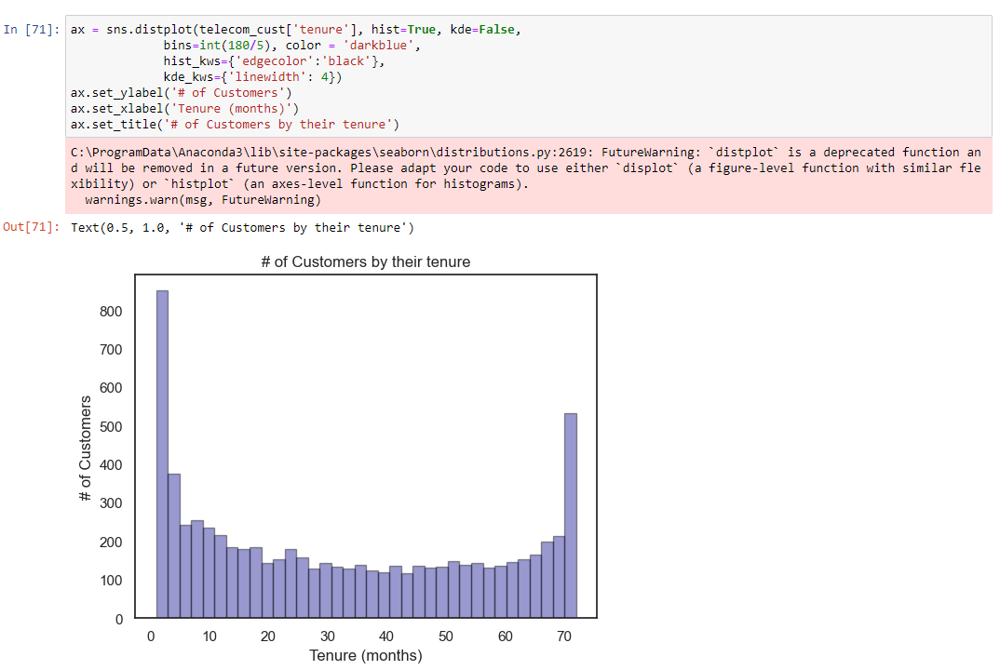 In [71]: ax = sns.distplot(telecom_cust['tenure'], hist=True, kde=False,
bins=int(180/5), color = 'darkblue',
hist_kws={'edgecolor':'black'},
kde_kws={'linewidth': 4})
ax.set_ylabel('# of Customers')
ax.set_xlabel('Tenure (months)')
ax.set_title('# of Customers by their tenure')
C:\ProgramData\Anaconda3\lib\site-packages\seaborn\distributions.py:2619: FutureWarning: `distplot` is a deprecated function an
d will be removed in a future version. Please adapt your code to use either `displot` (a figure-level function with similar fle
xibility) or `histplot` (an axes-level function for histograms).
warnings.warn(msg, FutureWarning)
Out[71]: Text(0.5, 1.0, '# of Customers by their tenure')
# of Customers by their tenure
# of Customers
800
700
600
500
400
300
200
100
0
0 10 20 30 40 50 60 70
Tenure (months)